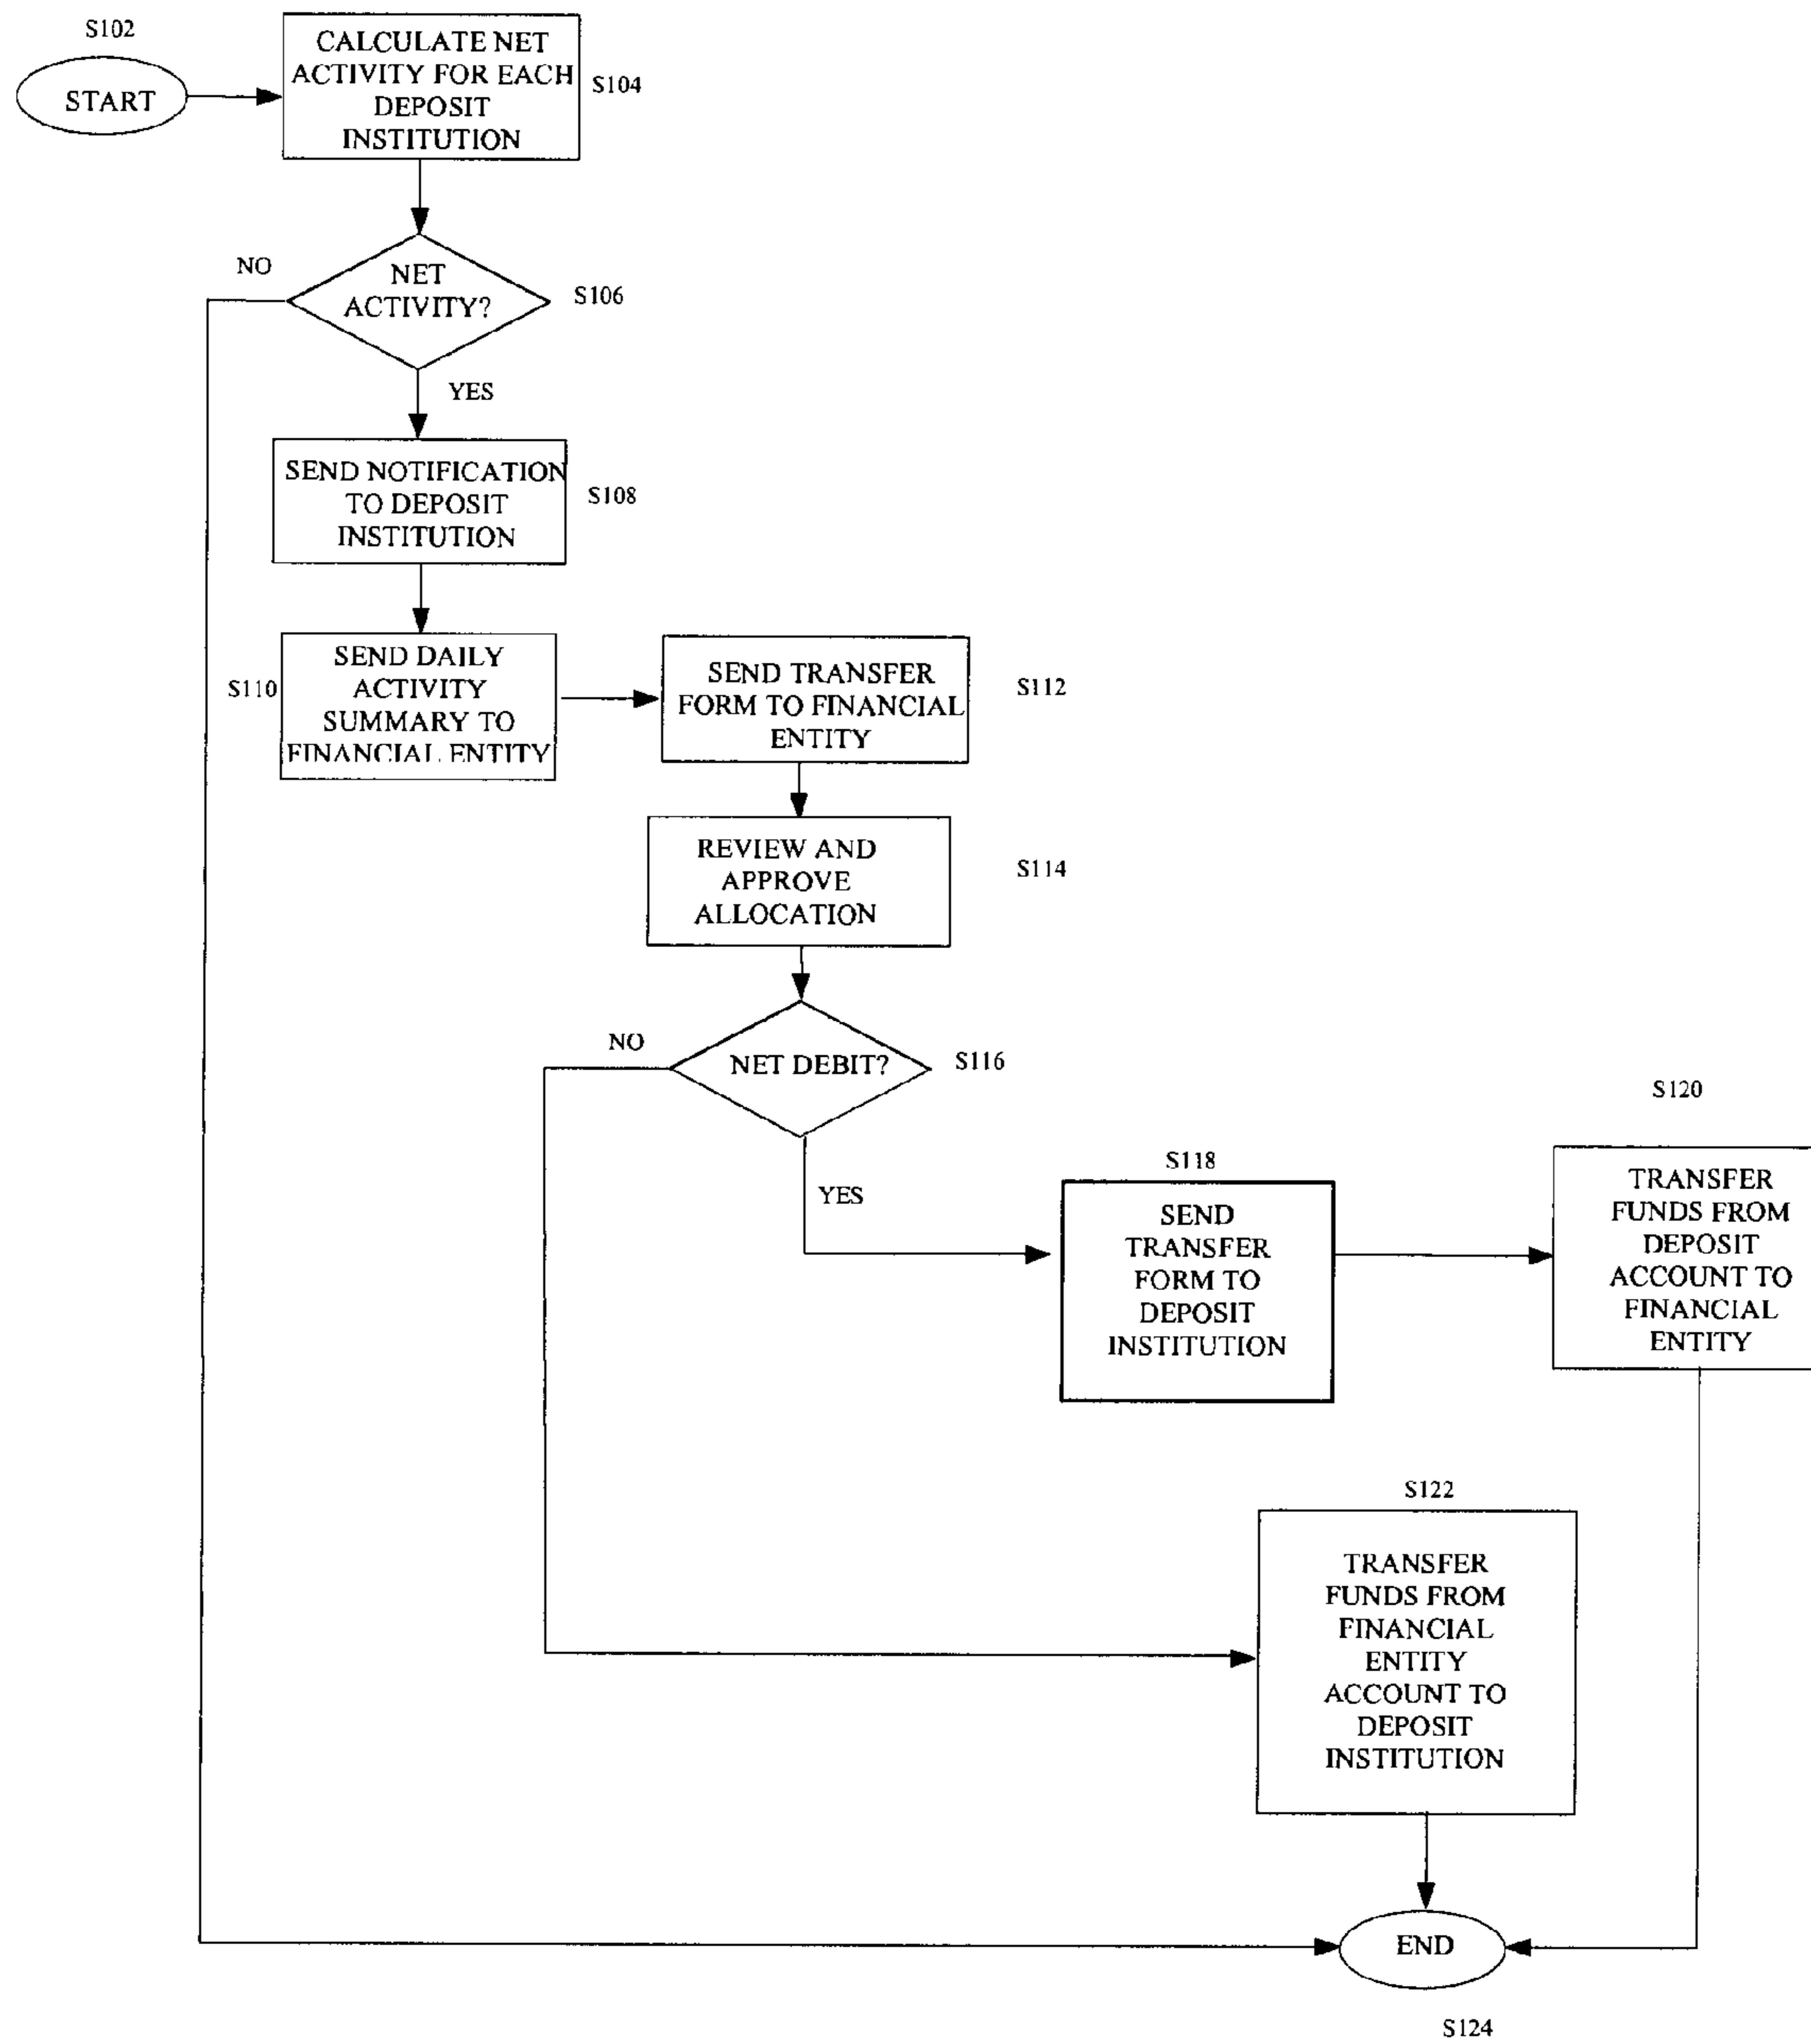 S102
START
CALCULATE NET
ACTIVITY FOR EACH
DEPOSIT
INSTITUTION
S104
NO
NET
ACTIVITY?
S106
YES
SEND NOTIFICATION
TO DEPOSIT
INSTITUTION
S108
S110
SEND DAILY
ACTIVITY
SUMMARY TO
FINANCIAL ENTITY
SEND TRANSFER
FORM TO FINANCIAL
ENTITY
S112
REVIEW AND
APPROVE
ALLOCATION
S114
NO
NET DEBIT?
S116
YES
S118
SEND
TRANSFER
FORM TO
DEPOSIT
INSTITUTION
S120
TRANSFER
FUNDS FROM
DEPOSIT
ACCOUNT TO
FINANCIAL
ENTITY
S122
TRANSFER
FUNDS FROM
FINANCIAL
ENTITY
ACCOUNT TO
DEPOSIT
INSTITUTION
END
S124